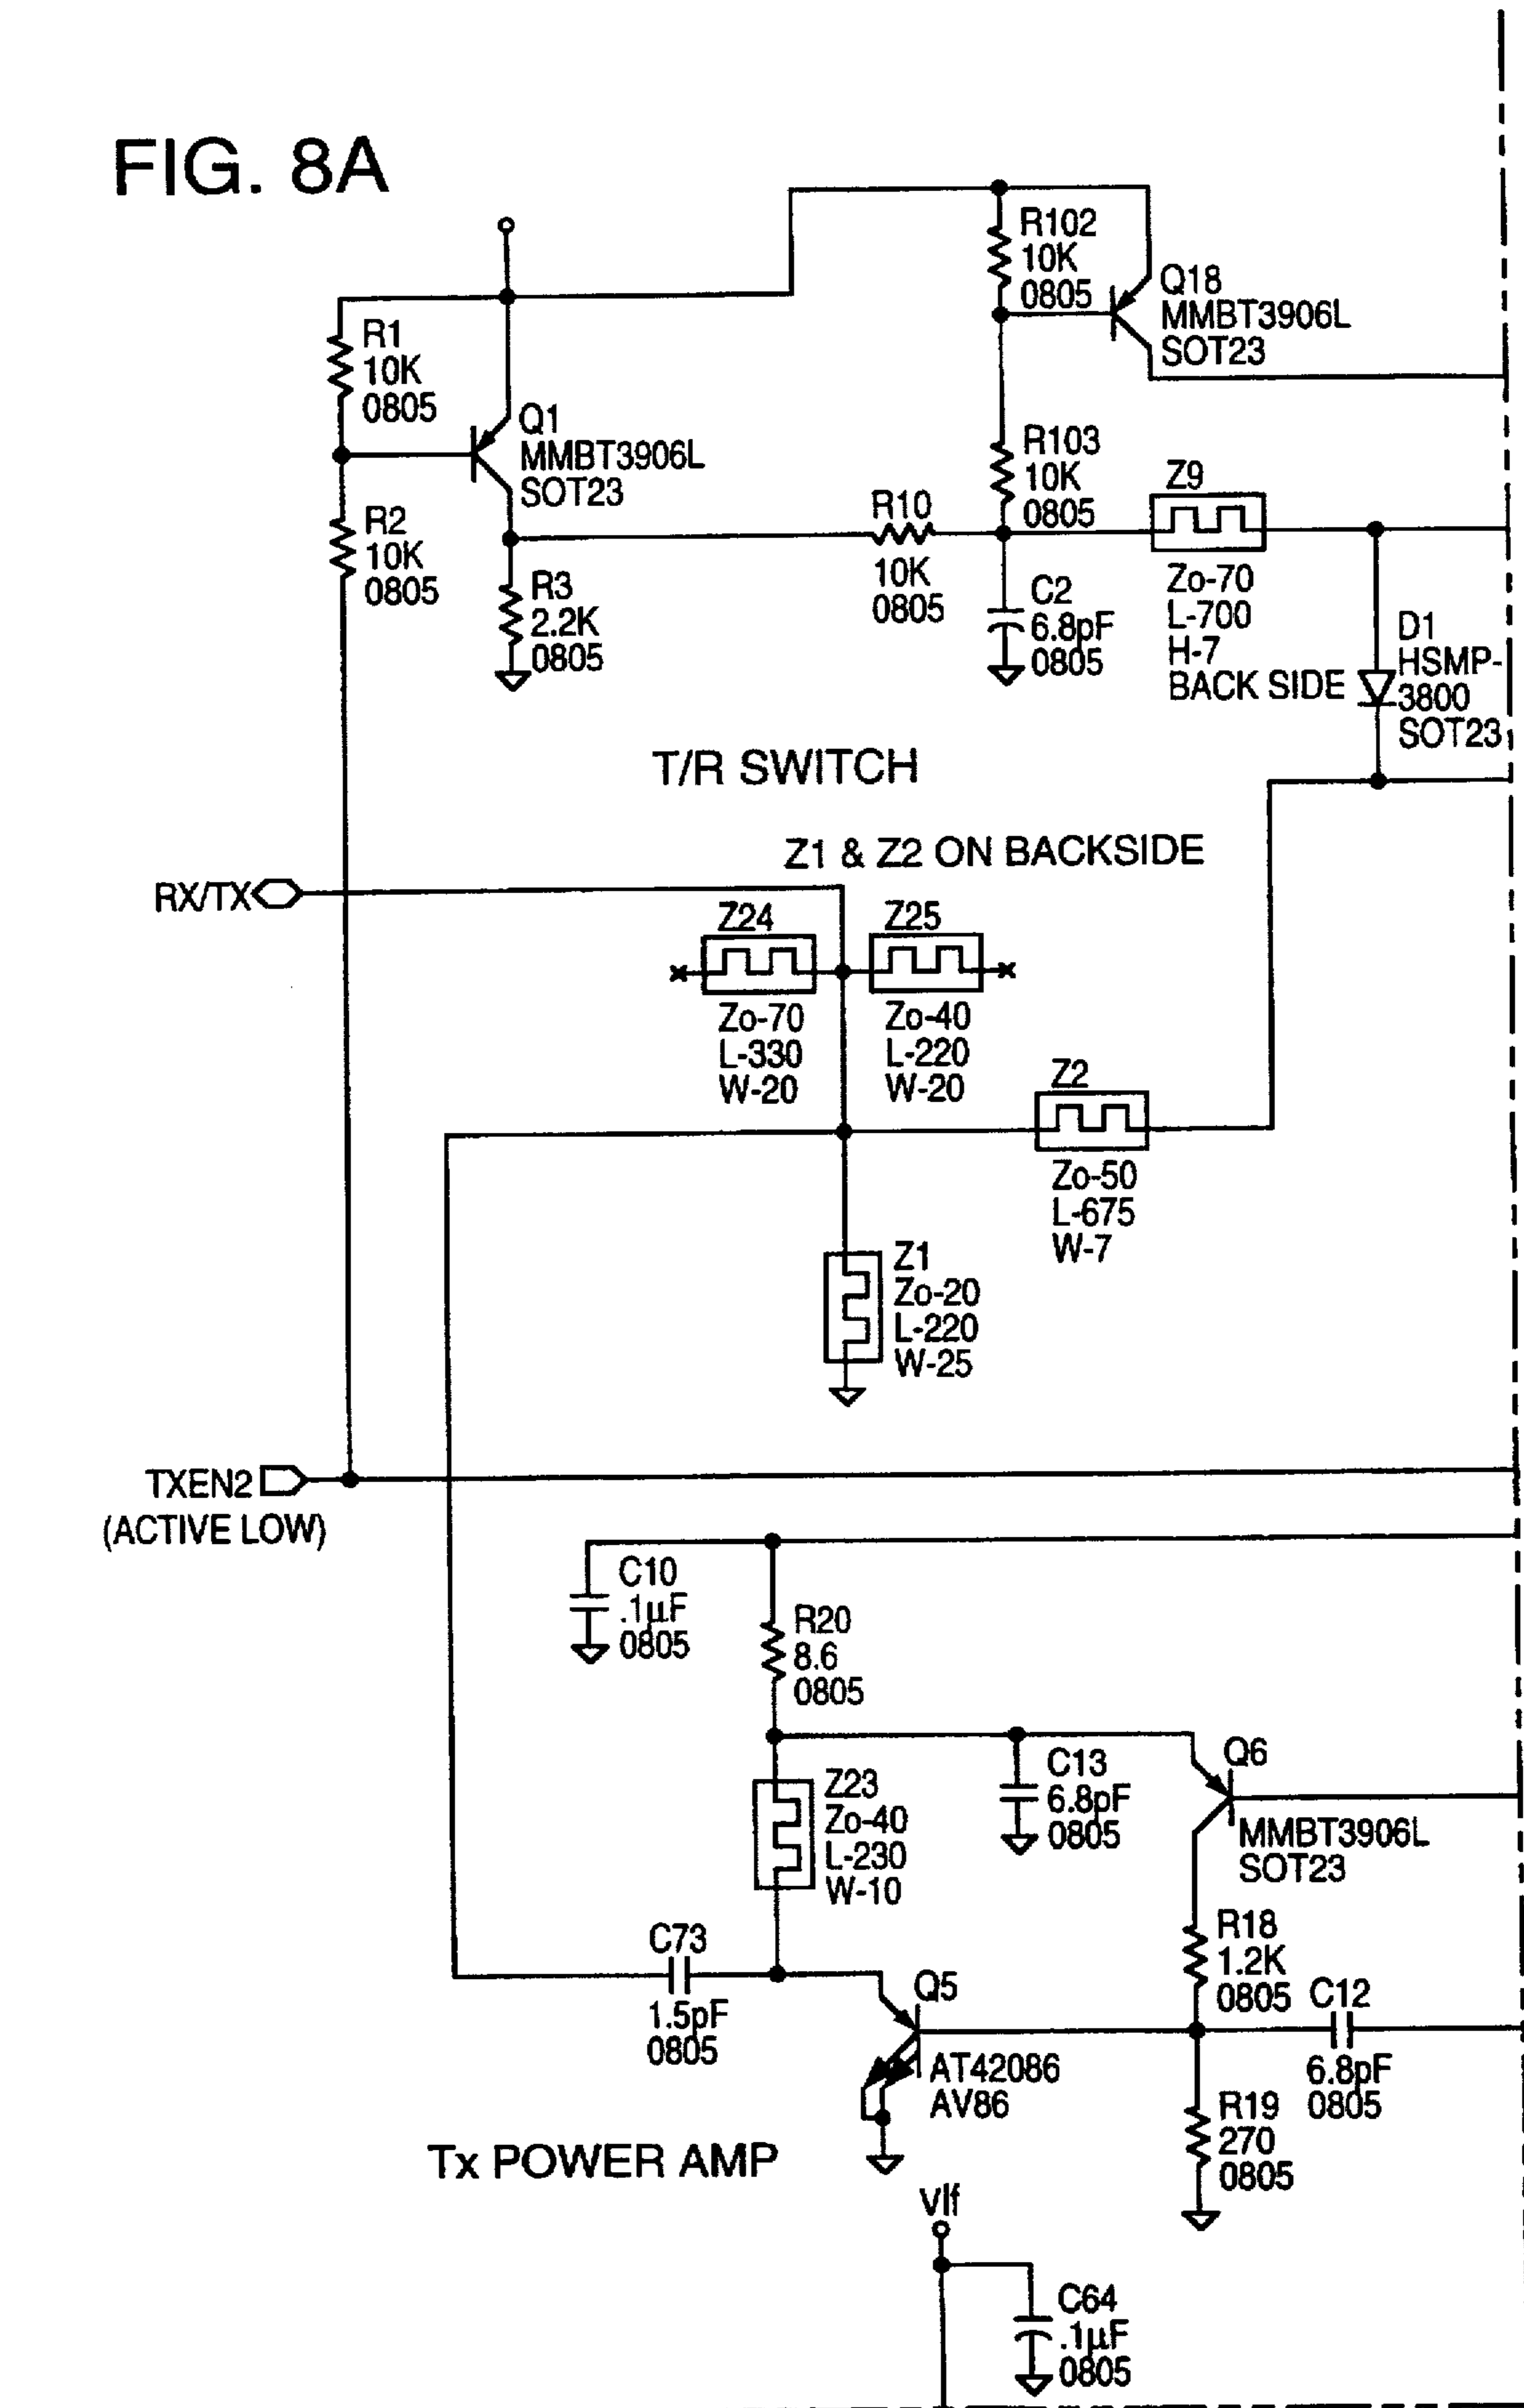 FIG. 8A
R102
10K
0805
Q18
MMBT3906L
SOT23
R1
10K
0805
Q1
MMBT3906L
SOT23
R103
10K
0805
R2
10K
0805
R10
10K
0805
Z9
Zo-70
L-700
H-7
BACK SIDE
R3
2.2K
0805
C2
6.8pF
0805
D1
HSMP-
3800
SOT23
T/R SWITCH
Z1 & Z2 ON BACKSIDE
RX/TX
Z24
Zo-70
L-330
W-20
Z25
Zo-40
L-220
W-20
Z2
Zo-50
L-675
W-7
Z1
Zo-20
L-220
W-25
TXEN2
(ACTIVE LOW)
C10
.1µF
0805
R20
8.6
0805
C13
6.8pF
0805
Q6
MMBT3906L
SOT23
Z23
Zo-40
L-230
W-10
R18
1.2K
0805
C73
1.5pF
0805
Q5
AT42086
AV86
C12
6.8pF
0805
R19
270
0805
Tx POWER AMP
VIf
C64
.1µF
0805